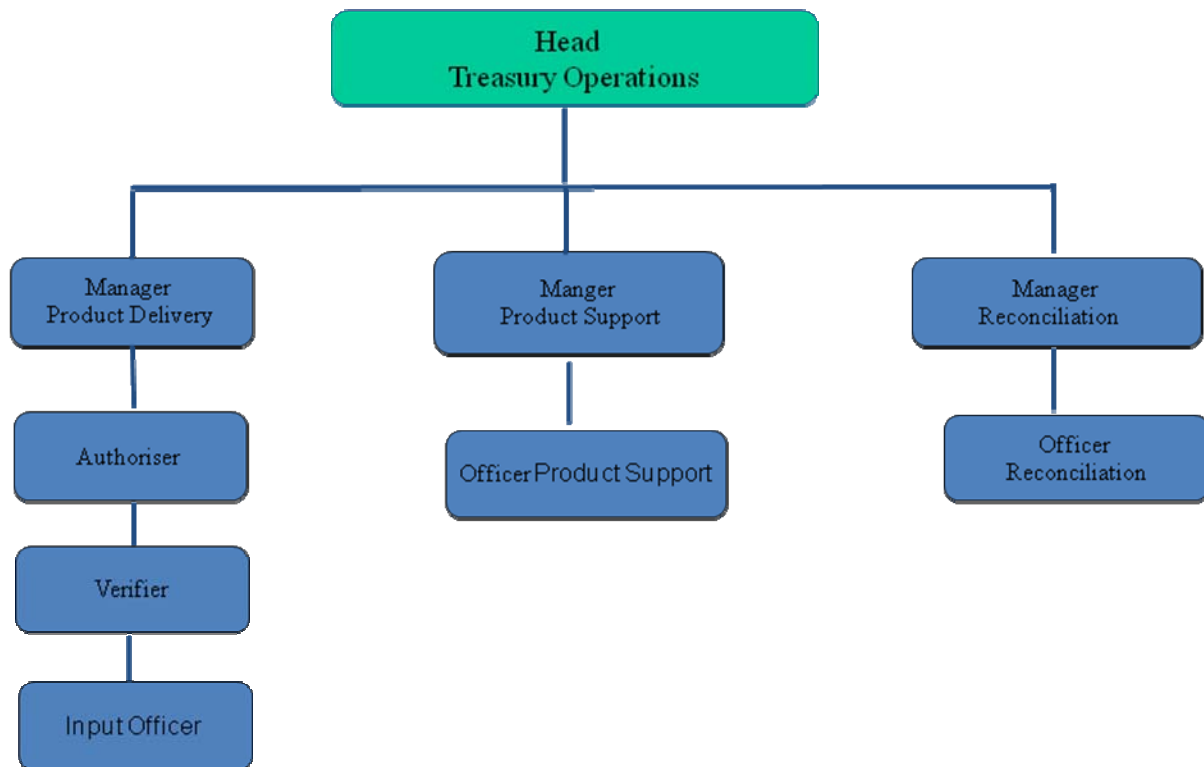 Head
Treasury Operations
Manager
Product Delivery
Manger
Product Support
Manager
Reconciliation
Authoriser
Officer Product Support
Officer
Reconciliation
Verifier
Input Officer